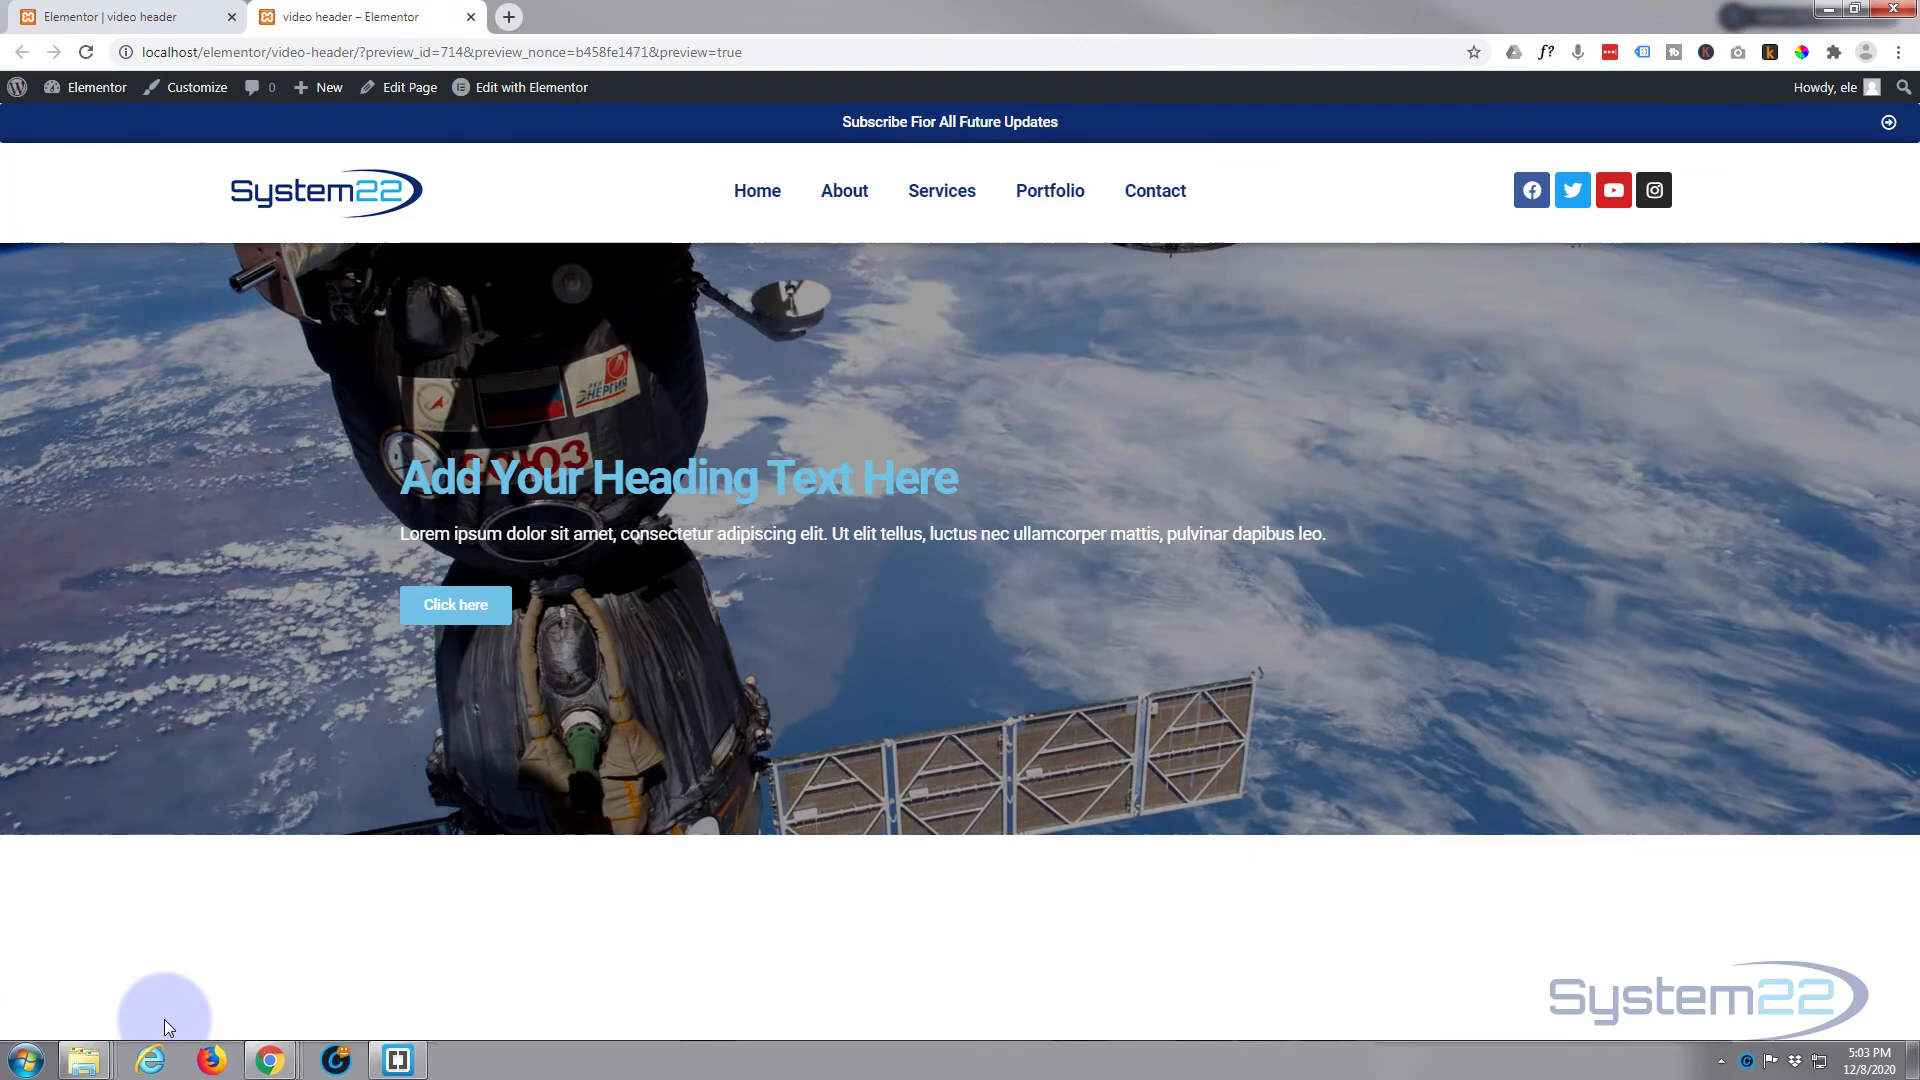 Elementor | video header
video header – Elementor
localhost/elementor/video-header/?preview_id=714&preview_nonce=b458fe1471&preview=true
Elementor
Customize
0
New
Edit Page
Edit with Elementor
Howdy, ele
Subscribe Fior All Future Updates
System22
Home
About
Services
Portfolio
Contact
РКК
ЭНЕРГИЯ
Add Your Heading Text Here
Lorem ipsum dolor sit amet, consectetur adipiscing elit. Ut elit tellus, luctus nec ullamcorper mattis, pulvinar dapibus leo.
Click here
System22
5:03 PM
12/8/2020